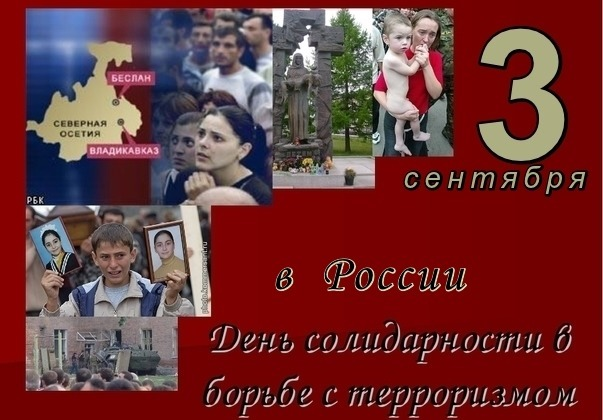 БЕСЛАН
СЕВЕРНАЯ
ОСЕТИЯ
ВЛАДИКАВКАЗ
РБК
3
сентября
в России
День солидарности в
борьбе с терроризмом